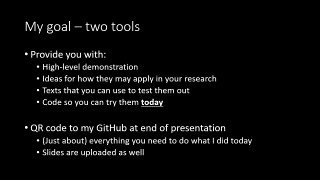 My goal – two tools
• Provide you with:
• High-level demonstration
• Ideas for how they may apply in your research
• Texts that you can use to test them out
• Code so you can try them today
• QR code to my GitHub at end of presentation
• (Just about) everything you need to do what I did today
• Slides are uploaded as well